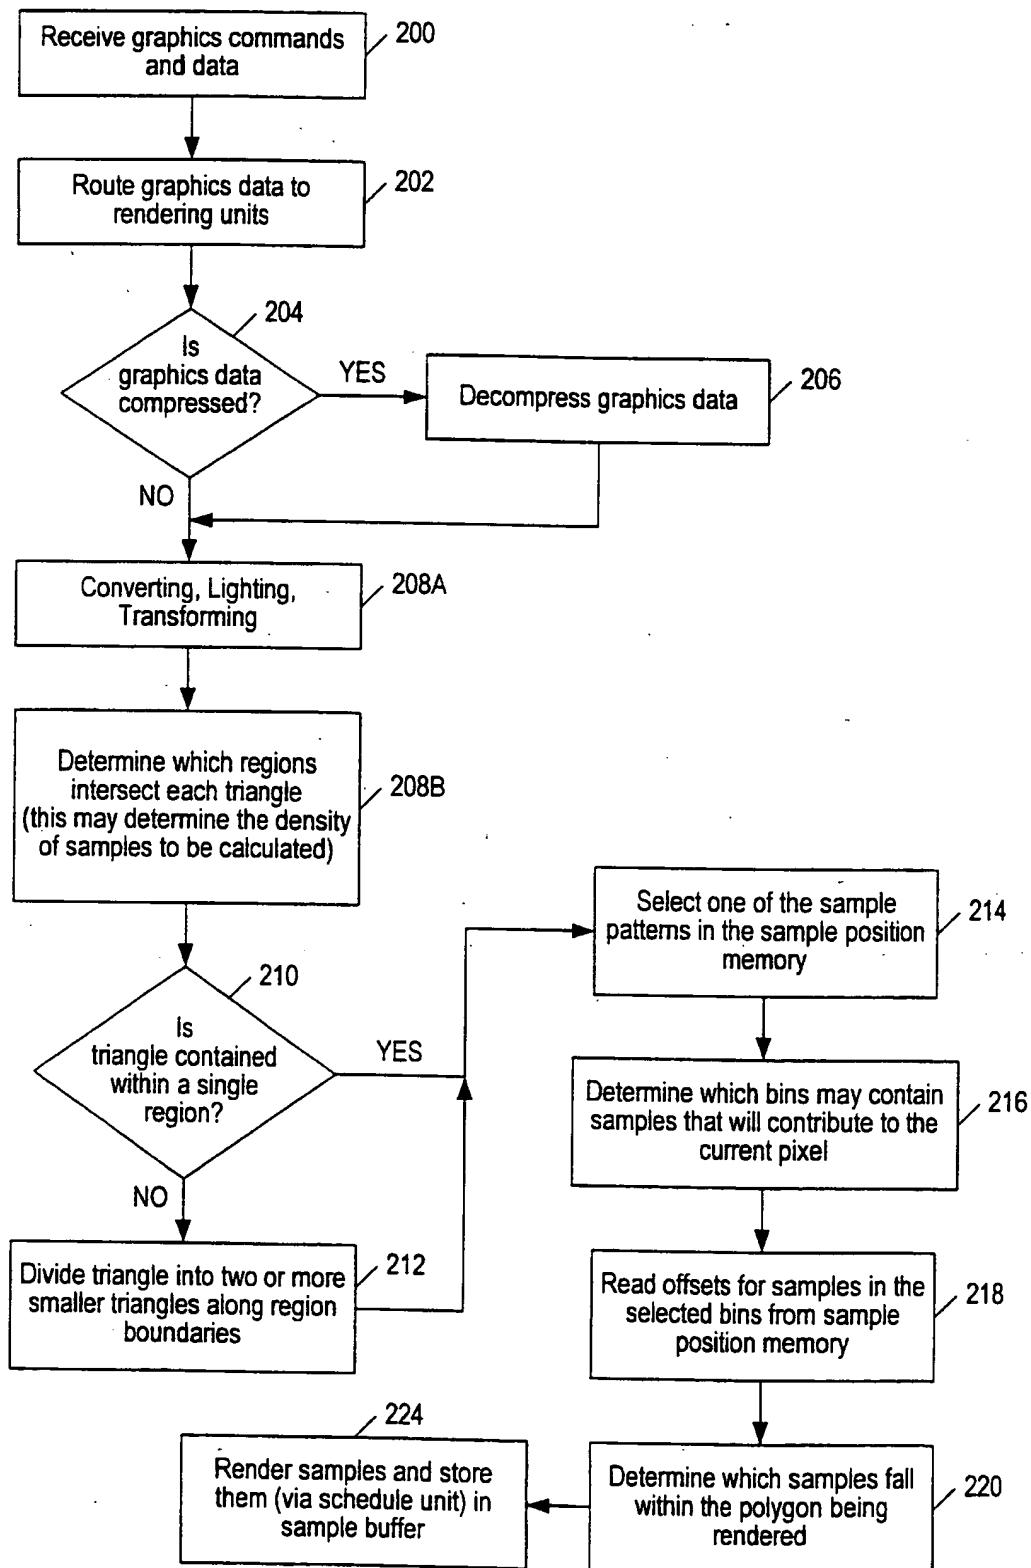 Receive graphics commands
and data
200
Route graphics data to
rendering units
202
204
Is
graphics data
compressed?
YES
Decompress graphics data
206
NO
Converting, Lighting,
Transforming
208A
Determine which regions
intersect each triangle
(this may determine the density
of samples to be calculated)
208B
210
Is
triangle contained
within a single
region?
YES
NO
Divide triangle into two or more
smaller triangles along region
boundaries
212
Select one of the sample
patterns in the sample position
memory
214
Determine which bins may contain
samples that will contribute to the
current pixel
216
Read offsets for samples in the
selected bins from sample
position memory
218
Determine which samples fall
within the polygon being
rendered
220
224
Render samples and store
them (via schedule unit) in
sample buffer